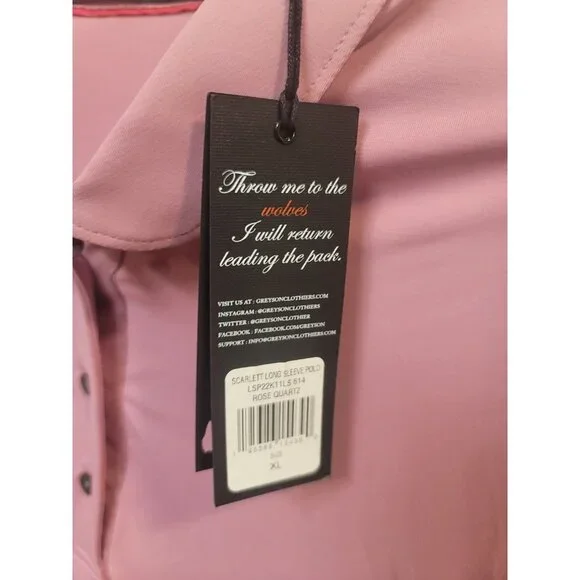 Throw me to the
wolves
I will return
leading the pack.
VISIT US AT : GREYSONCLOTHIERS.COM
INSTAGRAM : @GREYSONCLOTHIERS
TWITTER : @GREYSONCLOTHIER
FACEBOOK : FACEBOOK.COM/GREYSON
SUPPORT : INFO@GREYSONCLOTHIERS.COM
SCARLETT LONG SLEEVE POLO
LSP22K11LS 614
ROSE QUARTZ
SIZE
XL